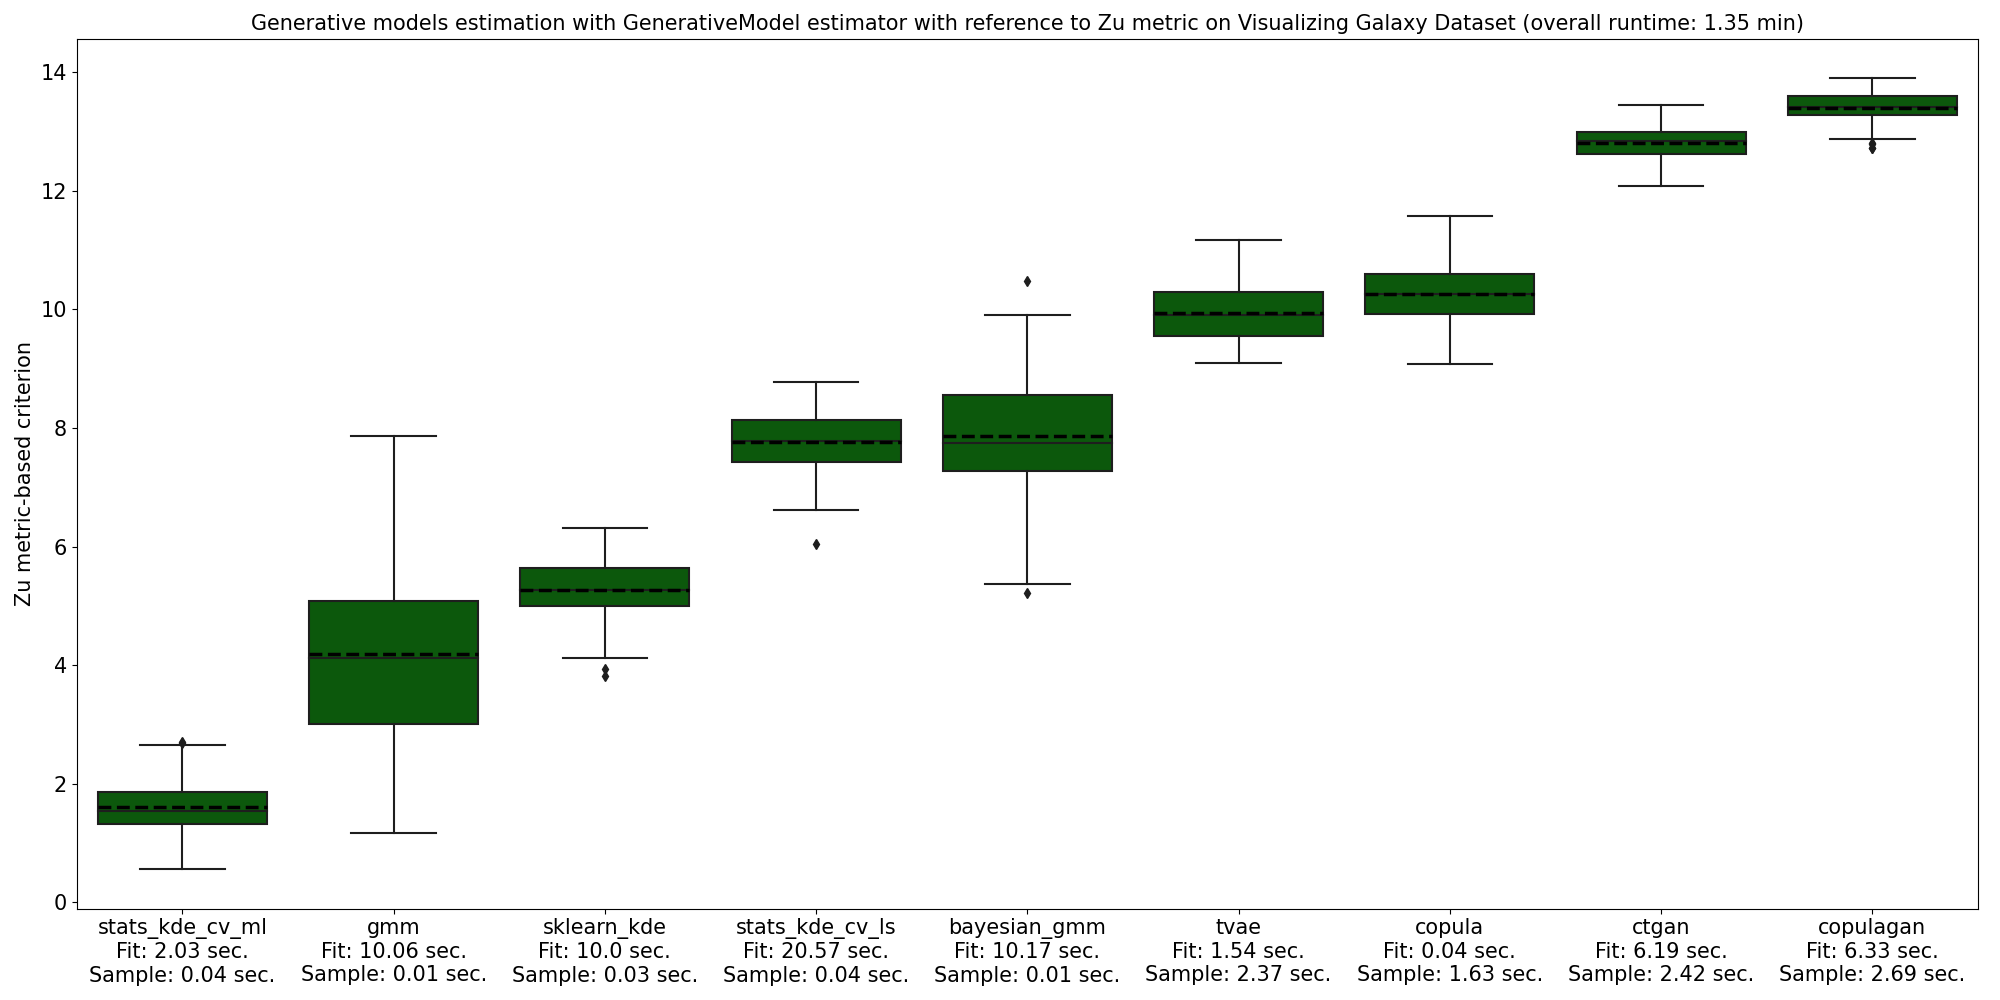 Generative models estimation with GenerativeModel estimator with reference to Zu metric on Visualizing Galaxy Dataset (overall runtime: 1.35 min)
Zu metric-based criterion
14
12
10
8
6
4
2
0
stats_kde_cv_ml
Fit: 2.03 sec.
Sample: 0.04 sec.
gmm
Fit: 10.06 sec.
Sample: 0.01 sec.
sklearn_kde
Fit: 10.0 sec.
Sample: 0.03 sec.
stats_kde_cv_ls
Fit: 20.57 sec.
Sample: 0.04 sec.
bayesian_gmm
Fit: 10.17 sec.
Sample: 0.01 sec.
tvae
Fit: 1.54 sec.
Sample: 2.37 sec.
copula
Fit: 0.04 sec.
Sample: 1.63 sec.
ctgan
Fit: 6.19 sec.
Sample: 2.42 sec.
copulagan
Fit: 6.33 sec.
Sample: 2.69 sec.